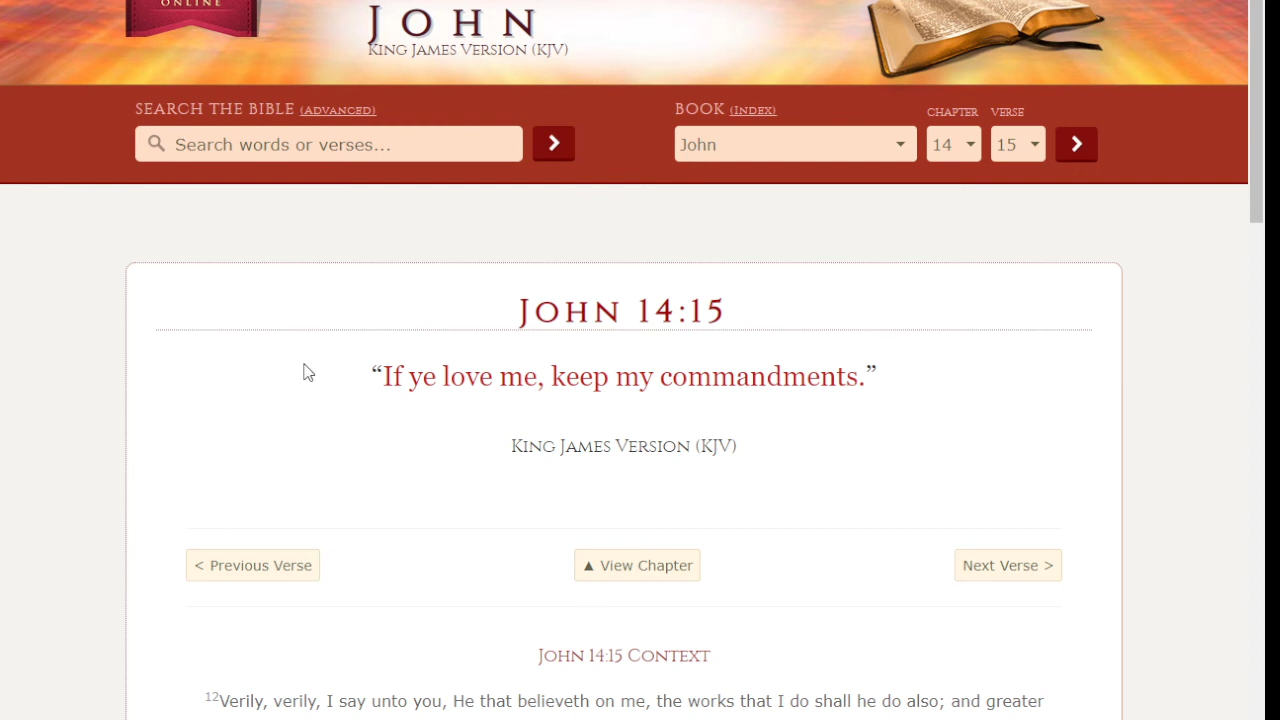 ONLINE
John
King James Version (KJV)
SEARCH THE BIBLE (Advanced)
BOOK (Index)
CHAPTER VERSE
Search words or verses...
John
14
15
John 14:15
“If ye love me, keep my commandments.”
King James Version (KJV)
< Previous Verse
▲ View Chapter
Next Verse >
John 14:15 Context
12Verily, verily, I say unto you, He that believeth on me, the works that I do shall he do also; and greater